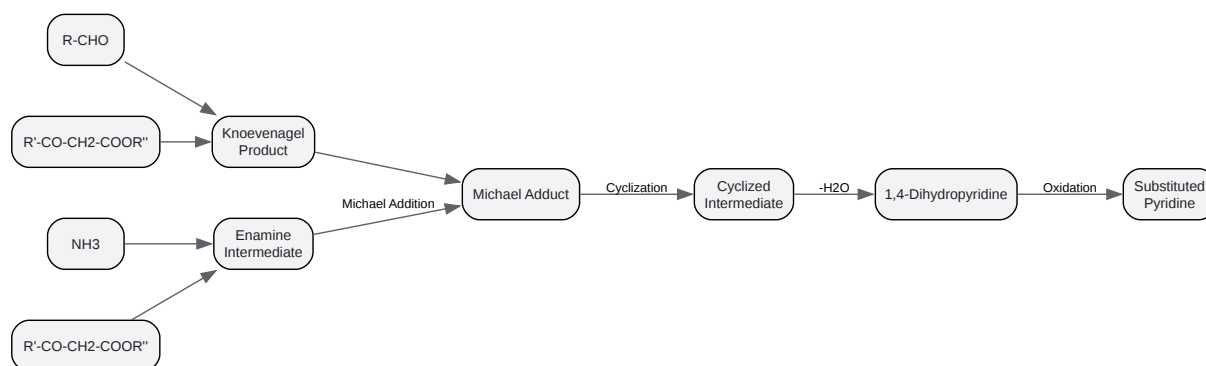 R-CHO
R'-CO-CH2-COOR"
Knoevenagel
Product
NH3
Enamine
Intermediate
R'-CO-CH2-COOR"
Michael Addition
Michael Adduct
Cyclization
Cyclized
Intermediate
-H2O
1,4-Dihydropyridine
Oxidation
Substituted
Pyridine